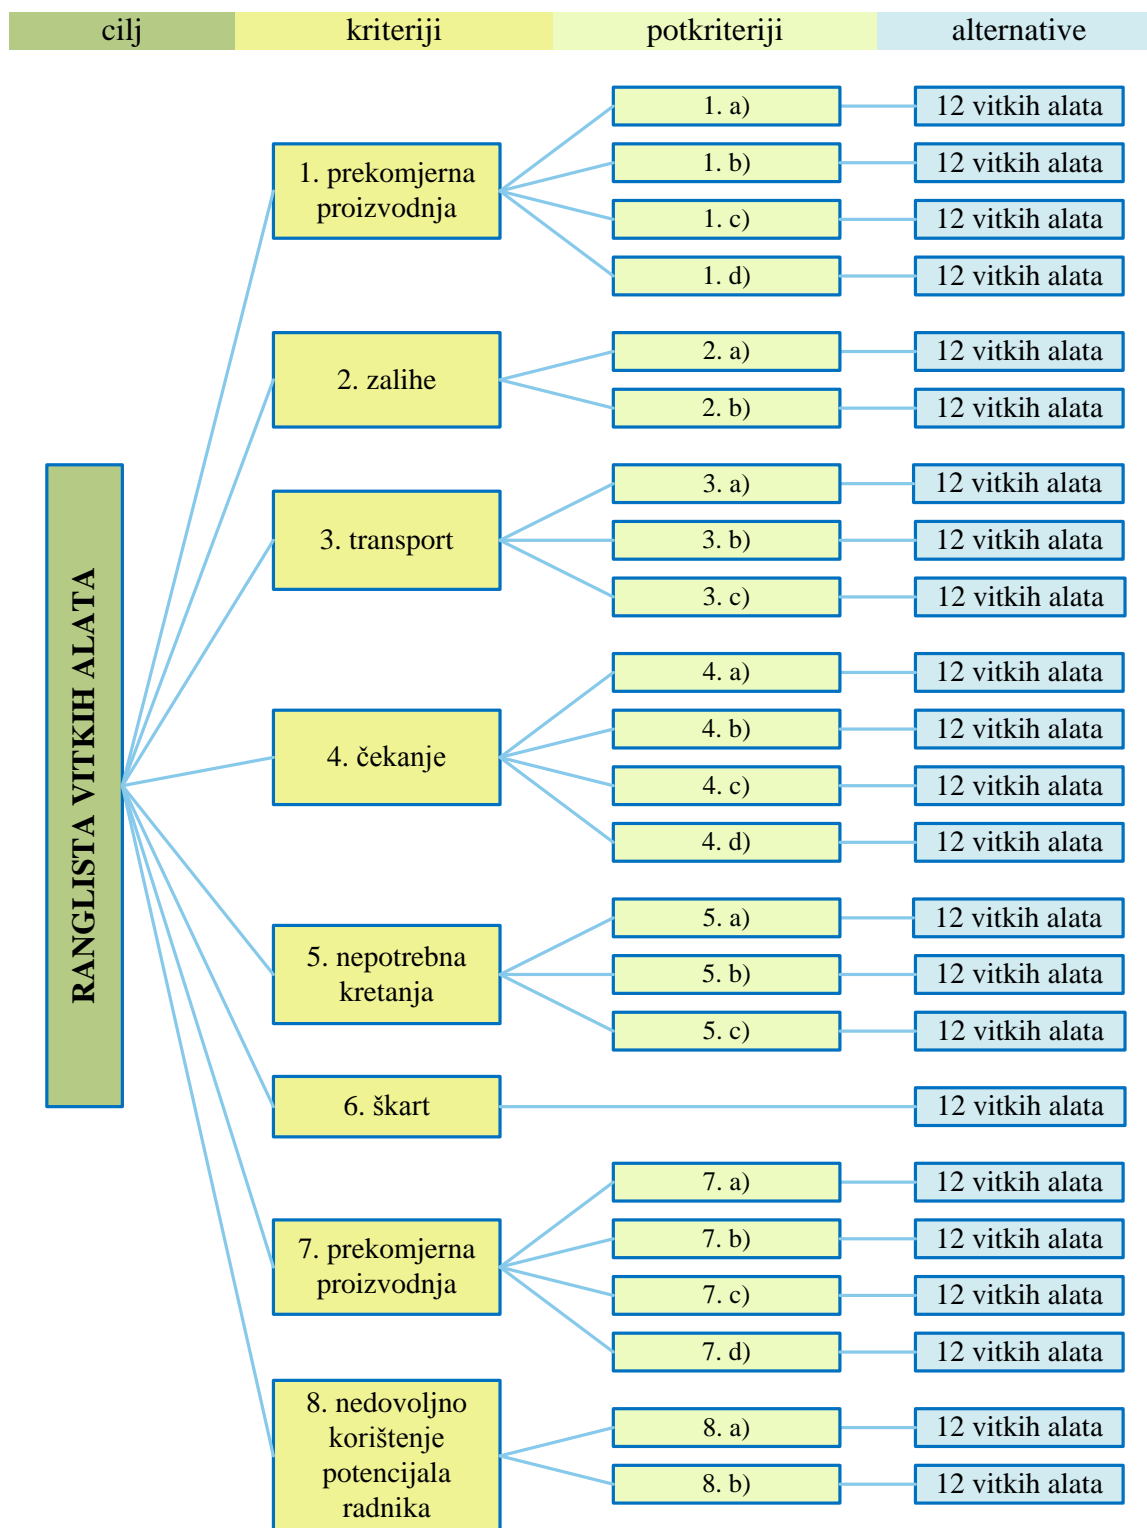 cilj kriteriji potkriteriji alternative
RANGLISTA VITKIH ALATA
1. prekomjerna
proizvodnja
1. a) 12 vitkih alata
1. b) 12 vitkih alata
1. c) 12 vitkih alata
1. d) 12 vitkih alata
2. zalihe
2. a) 12 vitkih alata
2. b) 12 vitkih alata
3. transport
3. a) 12 vitkih alata
3. b) 12 vitkih alata
3. c) 12 vitkih alata
4. čekanje
4. a) 12 vitkih alata
4. b) 12 vitkih alata
4. c) 12 vitkih alata
4. d) 12 vitkih alata
5. nepotrebna
kretanja
5. a) 12 vitkih alata
5. b) 12 vitkih alata
5. c) 12 vitkih alata
6. škart 12 vitkih alata
7. prekomjerna
proizvodnja
7. a) 12 vitkih alata
7. b) 12 vitkih alata
7. c) 12 vitkih alata
7. d) 12 vitkih alata
8. nedovoljno
korištenje
potencijala
radnika
8. a) 12 vitkih alata
8. b) 12 vitkih alata